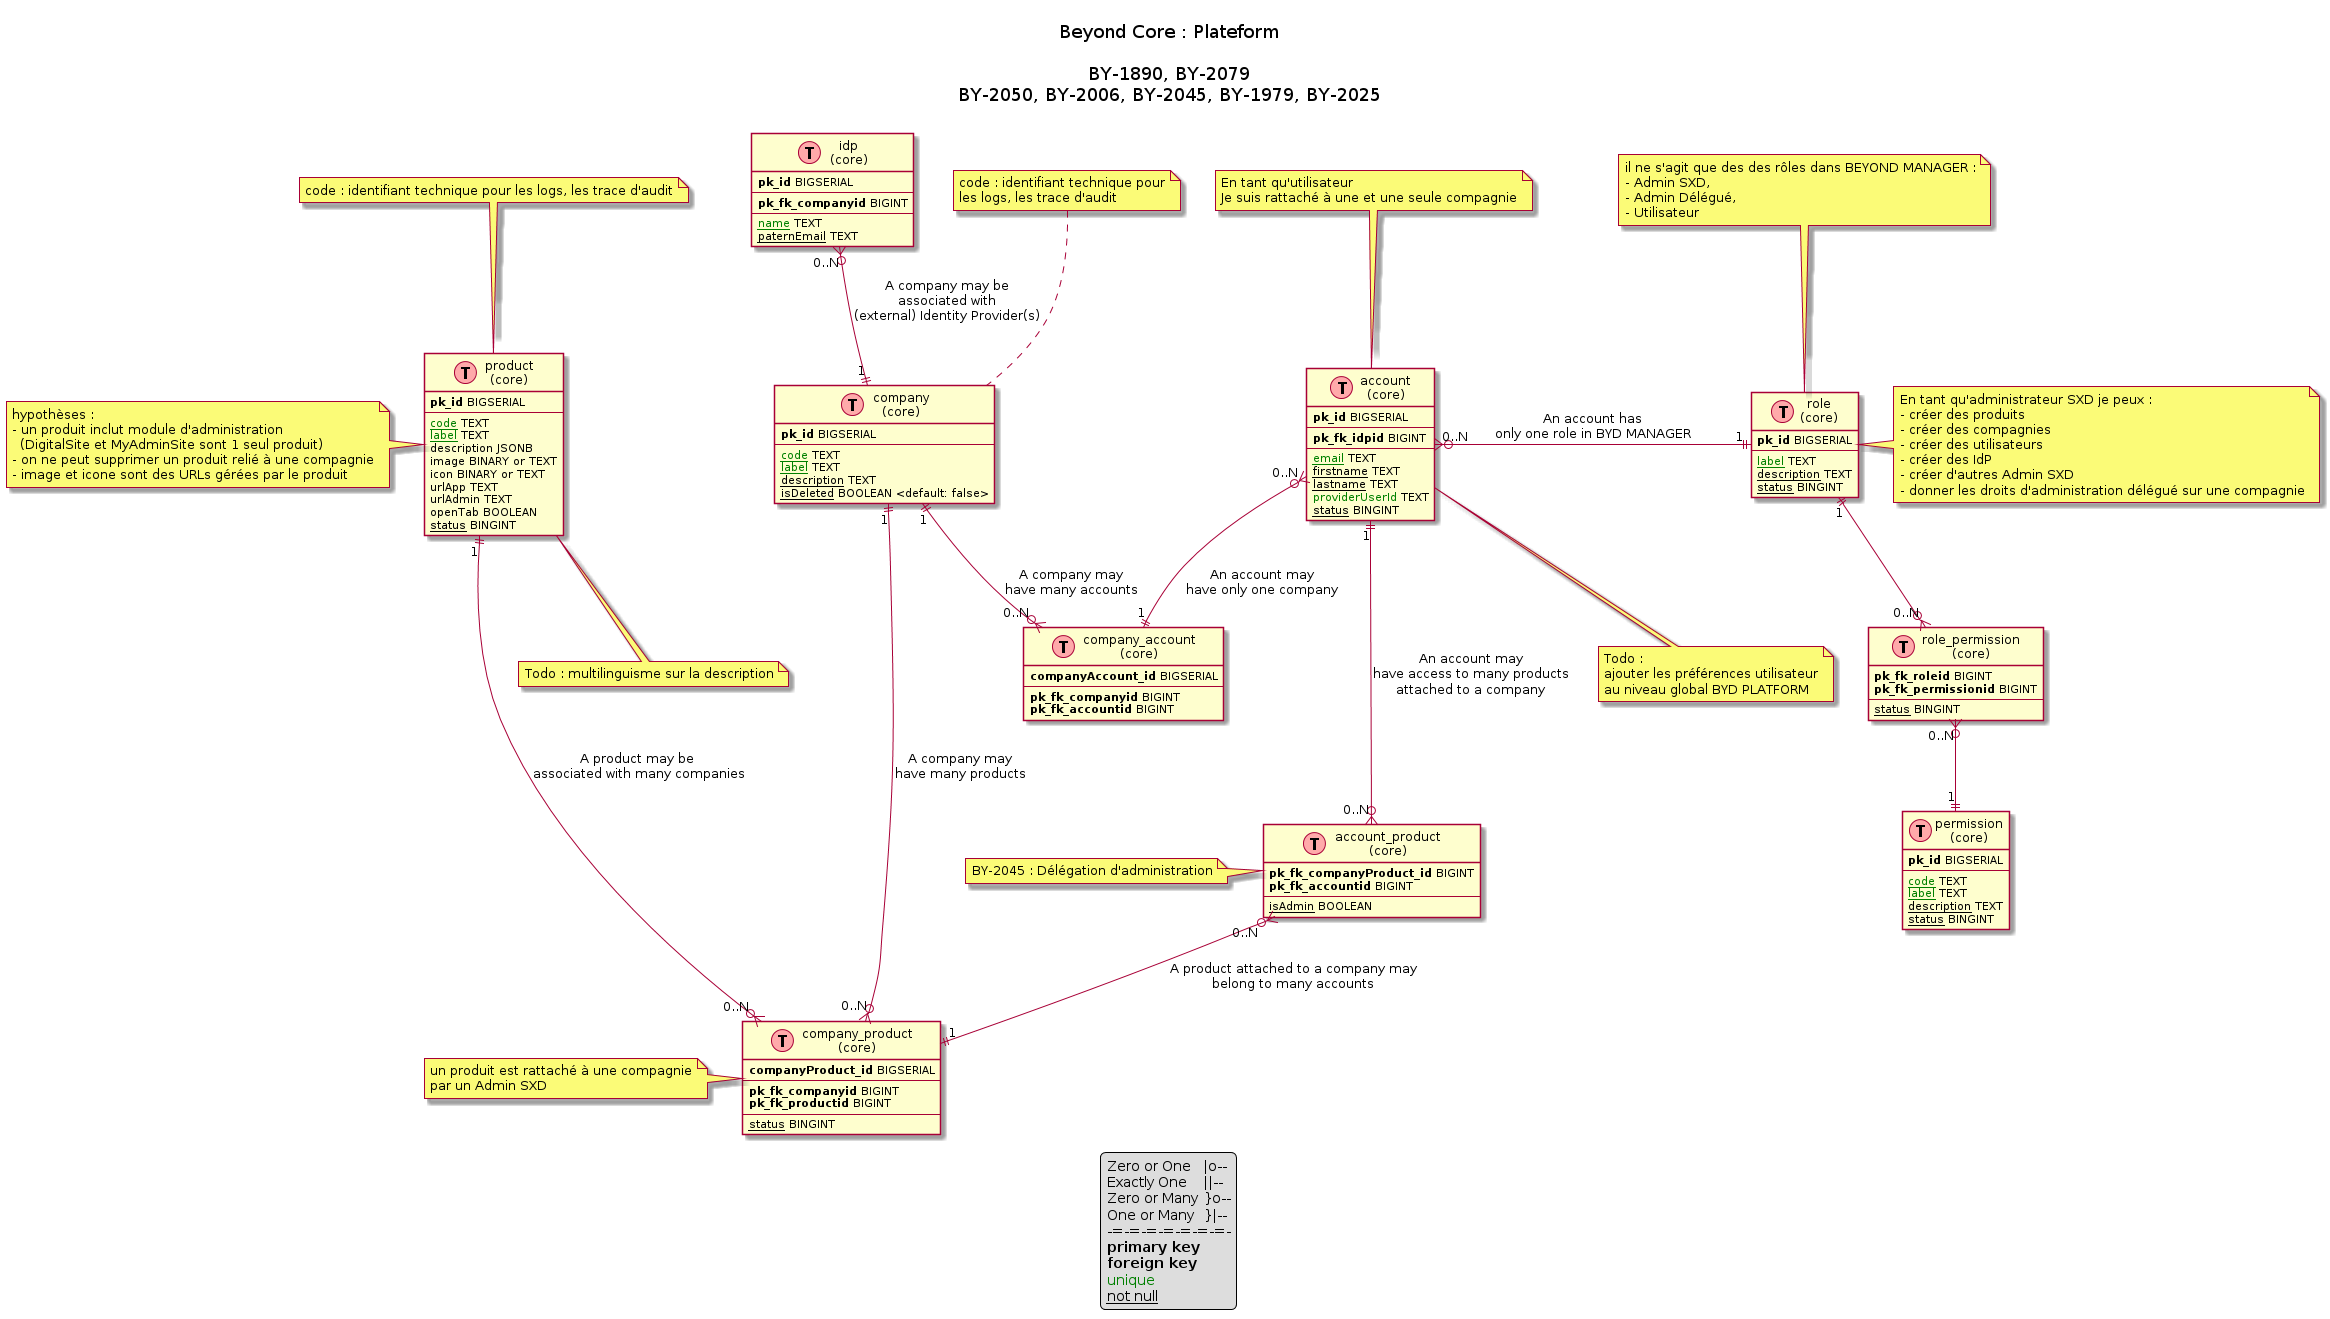 Beyond Core : Plateform
BY-1890, BY-2079
BY-2050, BY-2006, BY-2045, BY-1979, BY-2025
code : identifiant technique pour les logs, les trace d'audit
T
idp
(core)
pk_id BIGSERIAL
pk_fk_companyid BIGINT
name TEXT
paternEmail TEXT
code : identifiant technique pour
les logs, les trace d'audit
En tant qu'utilisateur
Je suis rattaché à une et une seule compagnie
il ne s'agit que des des rôles dans BEYOND MANAGER :
- Admin SXD,
- Admin Délégué,
- Utilisateur
0..N
A company may be
associated with
(external) Identity Provider(s)
1
hypothèses :
- un produit inclut module d'administration
(DigitalSite et MyAdminSite sont 1 seul produit)
- on ne peut supprimer un produit relié à une compagnie
- image et icone sont des URLs gérées par le produit
T
product
(core)
pk_id BIGSERIAL
code TEXT
label TEXT
description JSONB
image BINARY or TEXT
icon BINARY or TEXT
urlApp TEXT
urlAdmin TEXT
openTab BOOLEAN
status BINGINT
T
company
(core)
pk_id BIGSERIAL
code TEXT
label TEXT
description TEXT
isDeleted BOOLEAN <default: false>
T
account
(core)
pk_id BIGSERIAL
pk_fk_idpid BIGINT
email TEXT
firstname TEXT
lastname TEXT
providerUserId TEXT
status BINGINT
0..N
An account has
only one role in BYD MANAGER
1
T
role
(core)
pk_id BIGSERIAL
label TEXT
description TEXT
status BINGINT
En tant qu'administrateur SXD je peux :
- créer des produits
- créer des compagnies
- créer des utilisateurs
- créer des IdP
- créer d'autres Admin SXD
- donner les droits d'administration délégué sur une compagnie
0..N
1
1
1
1
1
A company may
have many accounts
An account may
have only one company
0..N
1
0..N
Todo : multilinguisme sur la description
T
company_account
(core)
companyAccount_id BIGSERIAL
pk_fk_companyid BIGINT
pk_fk_accountid BIGINT
An account may
have access to many products
attached to a company
Todo :
ajouter les préférences utilisateur
au niveau global BYD PLATFORM
T
role_permission
(core)
pk_fk_roleid BIGINT
pk_fk_permissionid BIGINT
status BINGINT
0..N
1
A product may be
associated with many companies
A company may
have many products
0..N
BY-2045 : Délégation d'administration
T
account_product
(core)
pk_fk_companyProduct_id BIGINT
pk_fk_accountid BIGINT
isAdmin BOOLEAN
T
permission
(core)
pk_id BIGSERIAL
code TEXT
label TEXT
description TEXT
status BINGINT
0..N
A product attached to a company may
belong to many accounts
0..N
0..N
1
un produit est rattaché à une compagnie
par un Admin SXD
T
company_product
(core)
companyProduct_id BIGSERIAL
pk_fk_companyid BIGINT
pk_fk_productid BIGINT
status BINGINT
Zero or One |o--
Exactly One ||--
Zero or Many }o--
One or Many }|--
-=-=-=-=-=-=-=-
primary key
foreign key
unique
not null